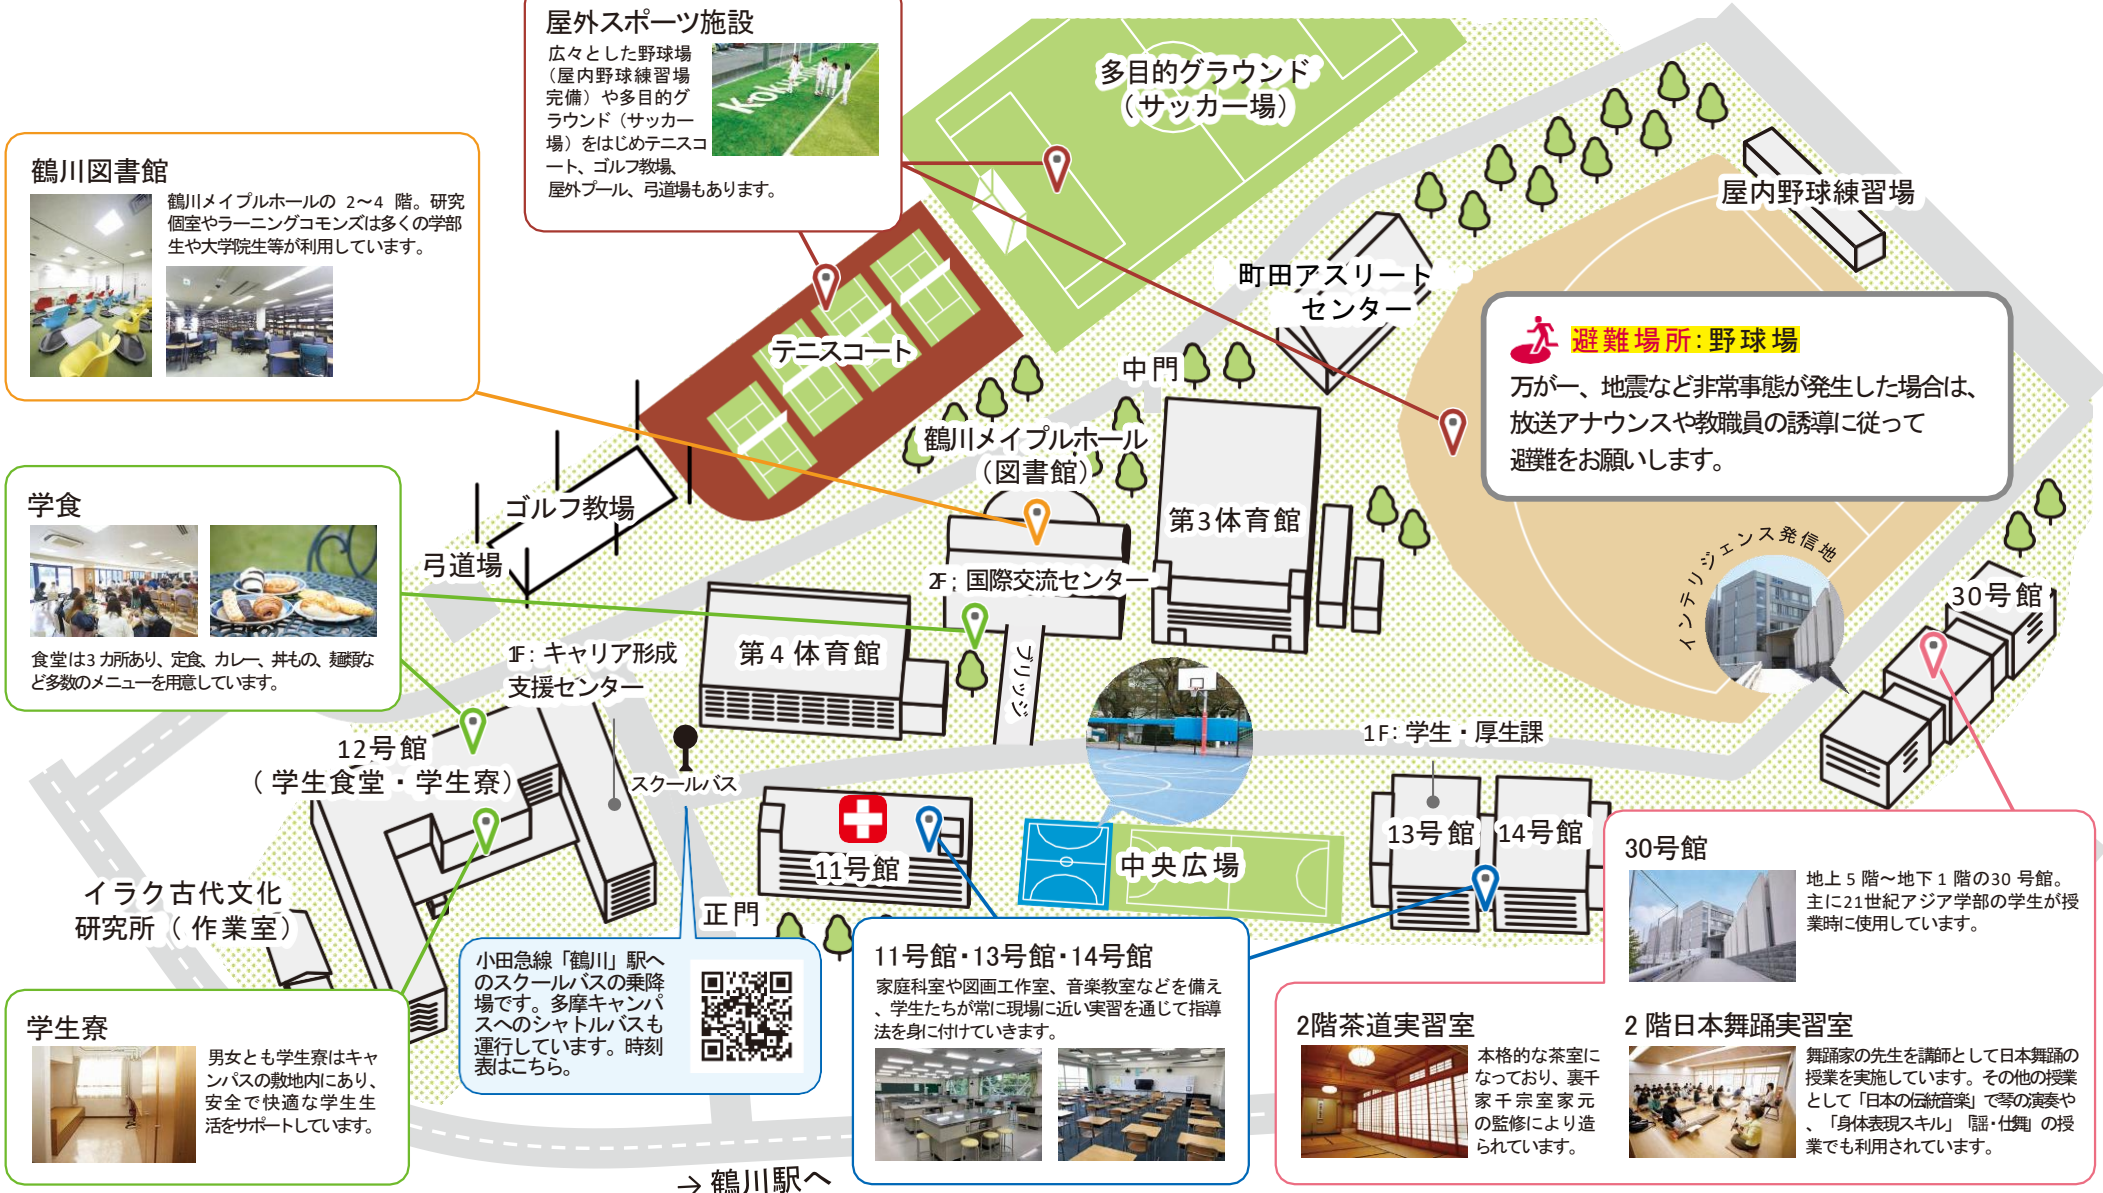 屋外スポーツ施設
広々とした野球場
（屋内野球練習場
完備）や多目的グ
ラウンド（サッカー
場）をはじめテニスコ
ート、ゴルフ教場、
屋外プール、弓道場もあります。
多目的グラウンド
（サッカー場）
鶴川図書館
鶴川メイプルホールの 2～4 階。研究
個室やラーニングコモンズは多くの学部
生や大学院生等が利用しています。
屋内野球練習場
町田アスリート
センター
避難場所:野球場
万が一、地震など非常事態が発生した場合は、
放送アナウンスや教職員の誘導に従って
避難をお願いします。
テニスコート
中門
鶴川メイプルホール
（図書館）
学食
食堂は3カ所あり、定食、カレー、丼もの、麺類な
ど多数のメニューを用意しています。
ゴルフ教場
弓道場
第3体育館
2F: 国際交流センター
インテリジェンス発信地
30号館
1F: キャリア形成
支援センター
第4体育館
ブリッジ
12号館
（学生食堂・学生寮）
スクールバス
1F: 学生・厚生課
11号館
中央広場
13号館
14号館
イラク古代文化
研究所（作業室）
正門
小田急線「鶴川」駅へ
のスクールバスの乗降
場です。多摩キャンパ
スへのシャトルバスも
運行しています。時刻
表はこちら。
11号館・13号館・14号館
家庭科室や図画工作室、音楽教室などを備え
、学生たちが常に現場に近い実習を通じて指導
法を身に付けていきます。
30号館
地上 5 階～地下 1 階の30 号館。
主に21世紀アジア学部の学生が授
業時に使用しています。
学生寮
男女とも学生寮はキャ
ンパスの敷地内にあり、
安全で快適な学生生
活をサポートしています。
2階茶道実習室
本格的な茶室に
なっており、裏千
家千宗室家元
の監修により造
られています。
2 階日本舞踊実習室
舞踊家の先生を講師として日本舞踊の
授業を実施しています。その他の授業
として「日本の伝統音楽」で琴の演奏や
、「身体表現スキル」「謡・仕舞」の授
業でも利用されています。
→ 鶴川駅へ